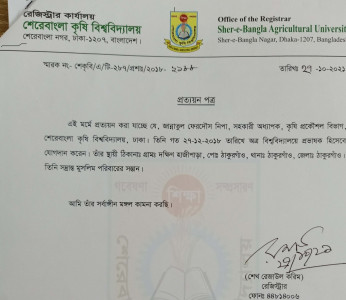 রেজিস্ট্রার কার্যালয়
শেরেবাংলা কৃষি বিশ্ববিদ্যালয়
শেরেবাংলা নগর, ঢাকা-১২০৭, বাংলাদেশ।
Office of the Registrar
Sher-e-Bangla Agricultural Universit
Sher-e-Bangla Nagar, Dhaka-1207, Banglades
স্মারক নং- শেকৃবি/এ/টি-২৮৭/প্রশাঃ/২০১৮-
তারিখঃ -১০-২০২১
প্রত্যয়ন পত্র
এই মর্মে প্রত্যয়ন করা যাচ্ছে যে, জান্নাতুল ফেরদৌস নিপা, সহকারী অধ্যাপক, কৃষি প্রকৌশল বিভাগ,
শেরেবাংলা কৃষি বিশ্ববিদ্যালয়, ঢাকা। তিনি গত ২৭-১২-২০১৮ তারিখে অত্র বিশ্ববিদ্যালয়ে প্রভাষক হিসেবে
যোগদান করেন। তাঁর স্থায়ী ঠিকানাঃ গ্রামঃ দক্ষিণ হাজীপাড়া, পোঃ ঠাকুরগাঁও, থানাঃ ঠাকুরগাঁও, জেলাঃ ঠাকুরগাঁও।
তিনি সম্ভ্রান্ত মুসলিম পরিবারের সন্তান।
আমি তাঁর সর্বাঙ্গীন মঙ্গল কামনা করছি।
(শেখ রেজাউল করিম)
রেজিস্ট্রার
ফোনঃ ৪৪৮১৪০০৬